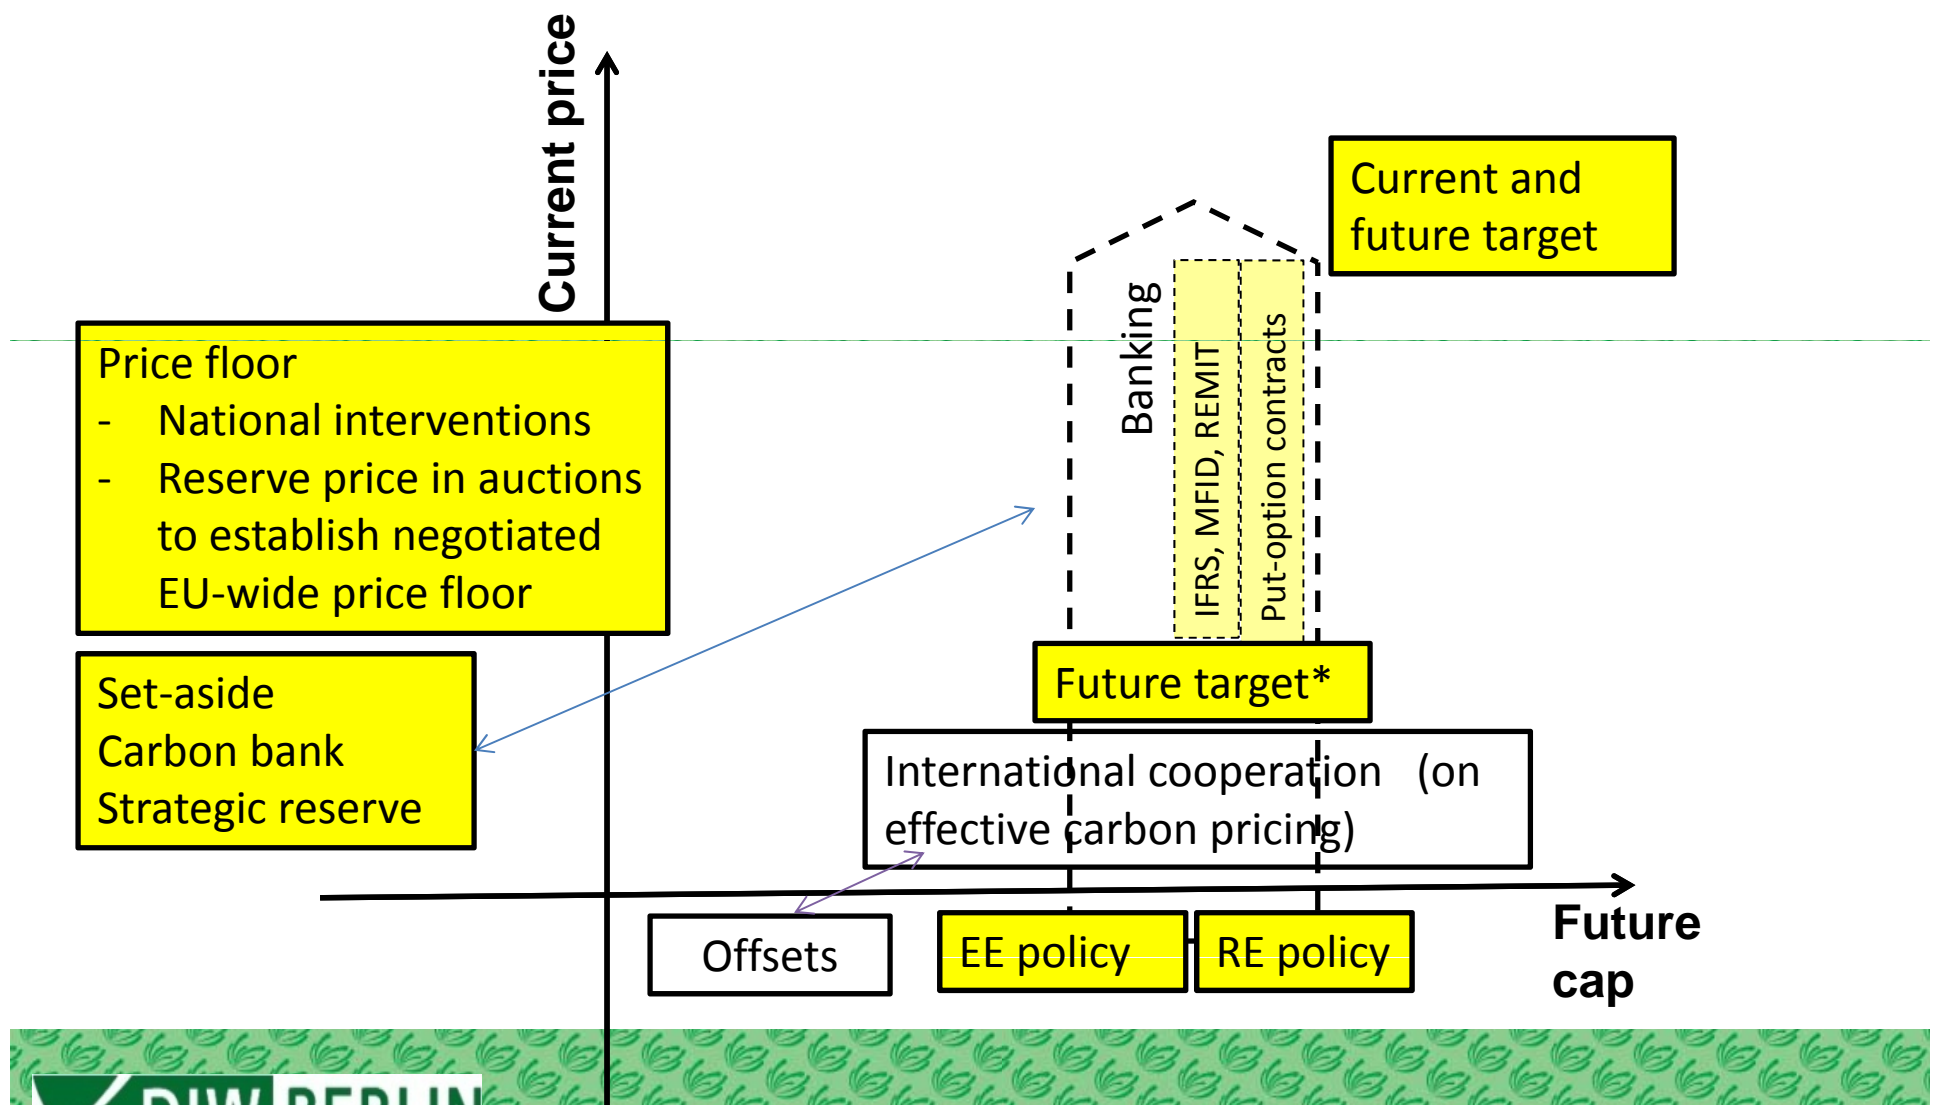 Current price
Current and
future target
Price floor
- National interventions
- Reserve price in auctions
to establish negotiated
EU-wide price floor
Banking
IFRS, MFID, REMIT
Put-option contracts
Set-aside
Carbon bank
Strategic reserve
Future target*
International cooperation (on
effective carbon pricing)
Offsets
EE policy
RE policy
Future
cap
DIW BERLIN